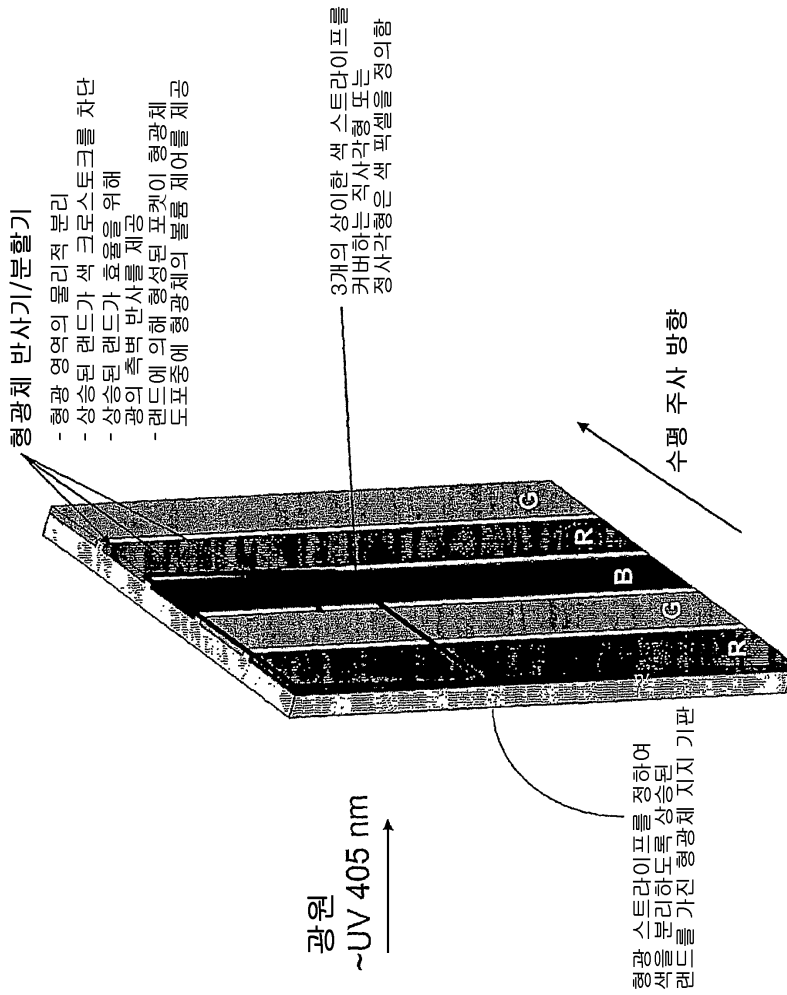 형광체 반사기/분할기
- 형광 영역의 물리적 분리
- 상승된 랜드가 색 크로스토크를 차단
- 상승된 랜드가 효율을 위해
광의 측벽 반사를 제공
- 랜드에 의해 형성된 포켓이 형광체
도포중에 형광체의 볼륨 제어를 제공
3개의 상이한 색 스트라이프를
커버하는 직사각형 또는
정사각형은 색 픽셀을 정의함
광원
~UV 405 nm
R
G
B
R
G
수평 주사 방향
형광 스트라이프를 정하여
색을 분리하도록 상승된
랜드를 가진 형광체 지지 기판